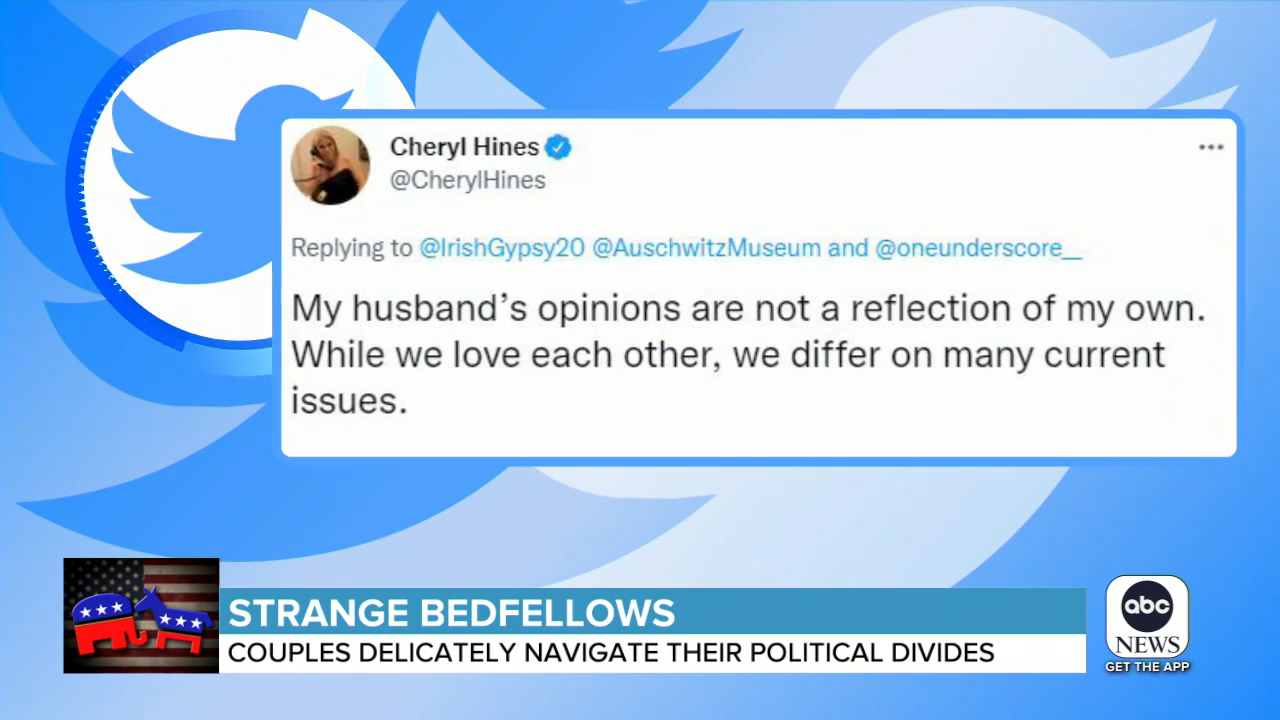 Cheryl Hines
@CherylHines
Replying to @IrishGypsy20 @AuschwitzMuseum and @oneunderscore__
My husband’s opinions are not a reflection of my own.
While we love each other, we differ on many current
issues.
STRANGE BEDFELLOWS
COUPLES DELICATELY NAVIGATE THEIR POLITICAL DIVIDES
abc
NEWS
GET THE APP